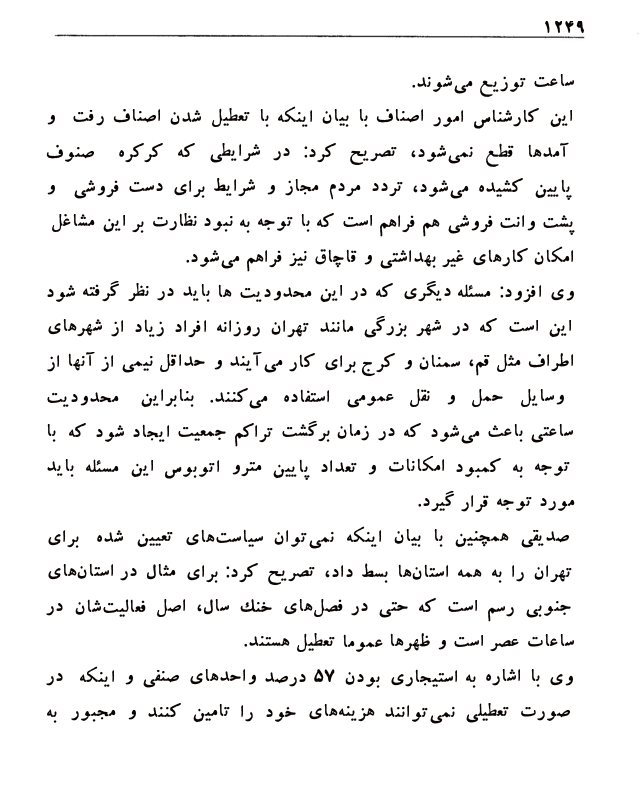 ۱۲۴۹
ساعت توزیع می‌شوند.
این کارشناس امور اصناف با بیان اینکه با تعطیل شدن اصناف رفت و
آمدها قطع نمی‌شود، تصریح کرد: در شرایطی که کرکره صنوف
پایین کشیده می‌شود، تردد مردم مجاز و شرایط برای دست فروشی و
پشت وانت فروشی هم فراهم است که با توجه به نبود نظارت بر این مشاغل
امکان کارهای غیر بهداشتی و قاچاق نیز فراهم می‌شود.
وی افزود: مسئله دیگری که در این محدودیت ها باید در نظر گرفته شود
این است که در شهر بزرگی مانند تهران روزانه افراد زیاد از شهرهای
اطراف مثل قم، سمنان و کرج برای کار می‌آیند و حداقل نیمی از آنها از
وسایل حمل و نقل عمومی استفاده می‌کنند. بنابراین محدودیت
ساعتی باعث می‌شود که در زمان برگشت تراکم جمعیت ایجاد شود که با
توجه به کمبود امکانات و تعداد پایین مترو اتوبوس این مسئله باید
مورد توجه قرار گیرد.
صدیقی همچنین با بیان اینکه نمی‌توان سیاست‌های تعیین شده برای
تهران را به همه استان‌ها بسط داد، تصریح کرد: برای مثال در استان‌های
جنوبی رسم است که حتی در فصل‌های خنك سال، اصل فعالیت‌شان در
ساعات عصر است و ظهرها عموما تعطیل هستند.
وی با اشاره به استیجاری بودن ۵۷ درصد واحدهای صنفی و اینکه در
صورت تعطیلی نمی‌توانند هزینه‌های خود را تامین کنند و مجبور به